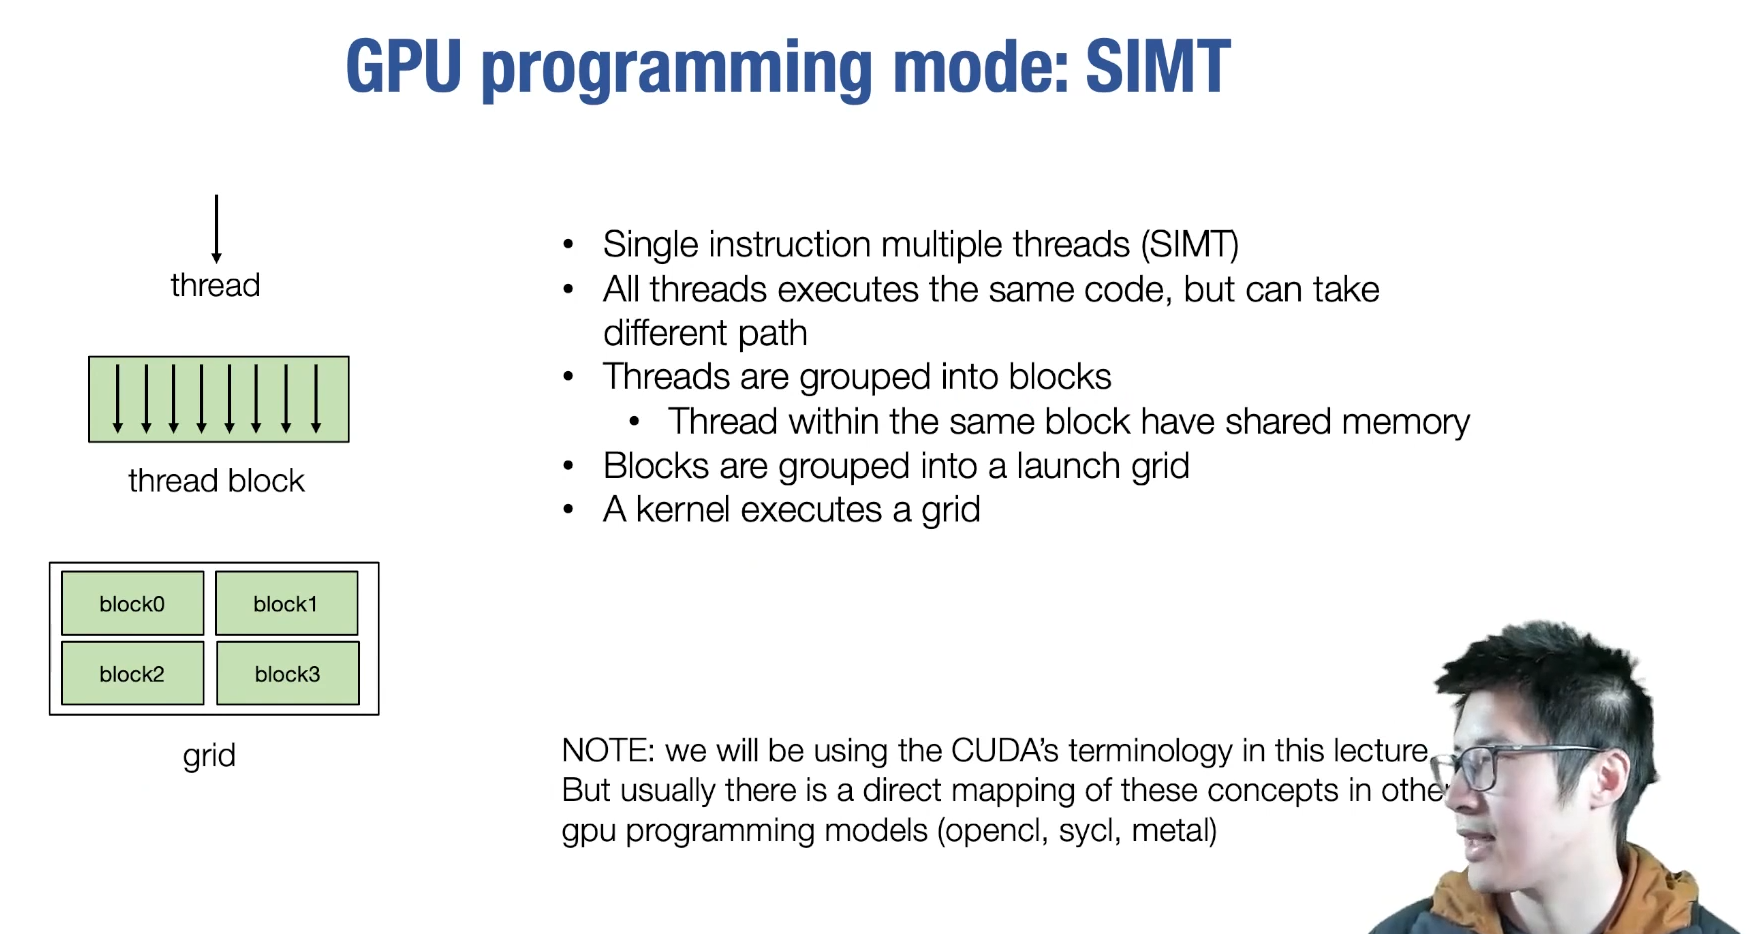 GPU programming mode: SIMT
thread
thread block
block0
block1
block2
block3
grid
• Single instruction multiple threads (SIMT)
• All threads executes the same code, but can take
different path
• Threads are grouped into blocks
• Thread within the same block have shared memory
• Blocks are grouped into a launch grid
• A kernel executes a grid
NOTE: we will be using the CUDA’s terminology in this lecture
But usually there is a direct mapping of these concepts in
gpu programming models (opencl, sycl, metal)